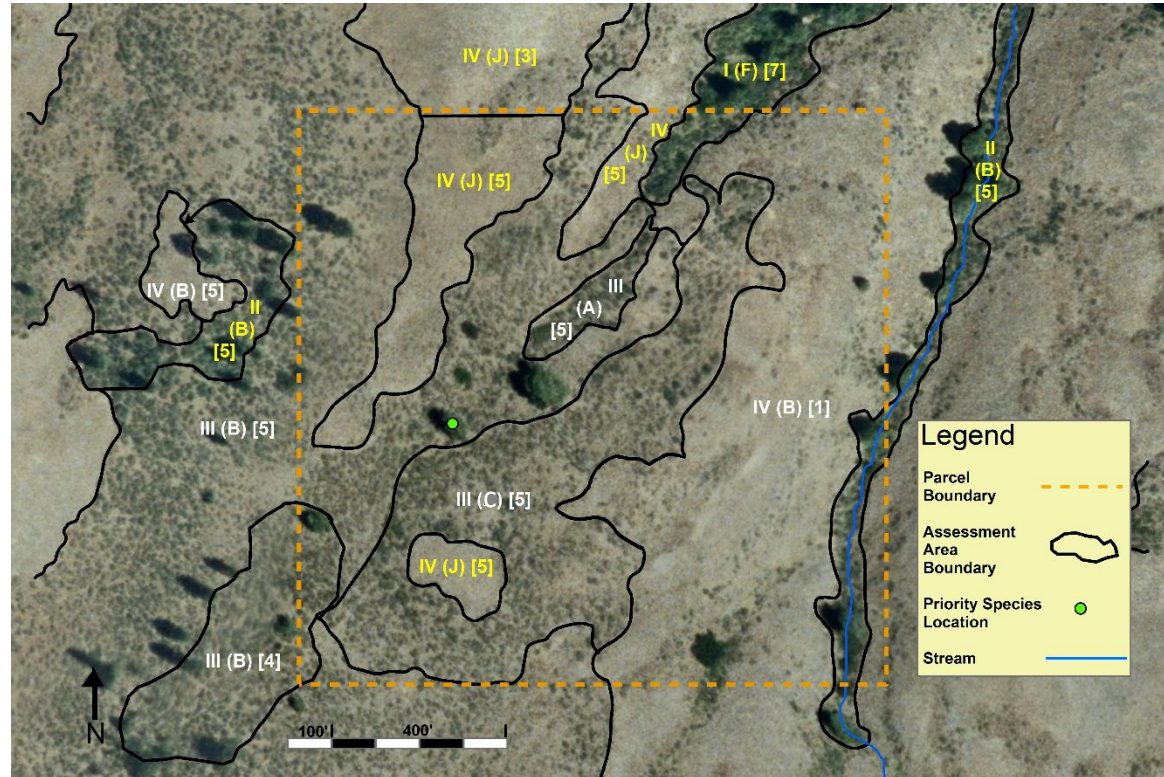 IV (J) [3]
I (F) [7]
IV
(J)
[5]
IV (J) [5]
II
(B)
[5]
IV (B) [5]
II
(B)
[5]
III
(A)
[5]
III (B) [5]
IV (B) [1]
III (C) [5]
IV (J) [5]
III (B) [4]
N
100'
400'
Legend
Parcel
Boundary
Assessment
Area
Boundary
Priority Species
Location
Stream